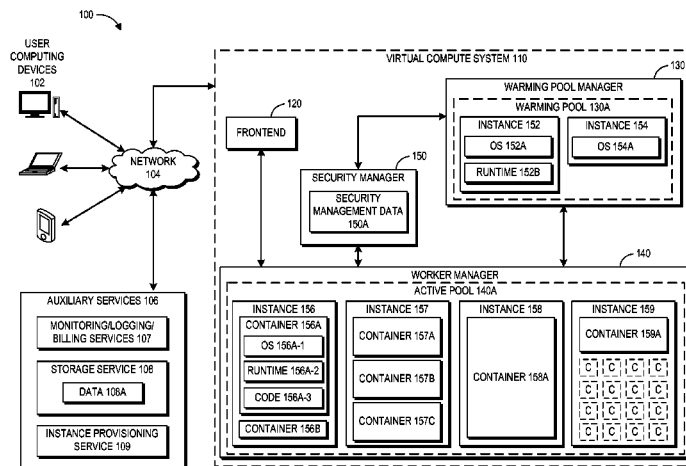 100
USER
COMPUTING
DEVICES
102
NETWORK
104
AUXILIARY SERVICES 106
MONITORING/LOGGING/
BILLING SERVICES 107
STORAGE SERVICE 108
DATA 108A
INSTANCE PROVISIONING
SERVICE 109
VIRTUAL COMPUTE SYSTEM 110
120
FRONTEND
150
SECURITY MANAGER
SECURITY
MANAGEMENT DATA
150A
130
WARMING POOL MANAGER
WARMING POOL 130A
INSTANCE 152
OS 152A
RUNTIME 152B
INSTANCE 154
OS 154A
140
WORKER MANAGER
ACTIVE POOL 140A
INSTANCE 156
CONTAINER 156A
OS 156A-1
RUNTIME 156A-2
CODE 156A-3
CONTAINER 156B
INSTANCE 157
CONTAINER 157A
CONTAINER 157B
CONTAINER 157C
INSTANCE 158
CONTAINER 158A
INSTANCE 159
CONTAINER 159A
C C C C
C C C C
C C C C
C C C C